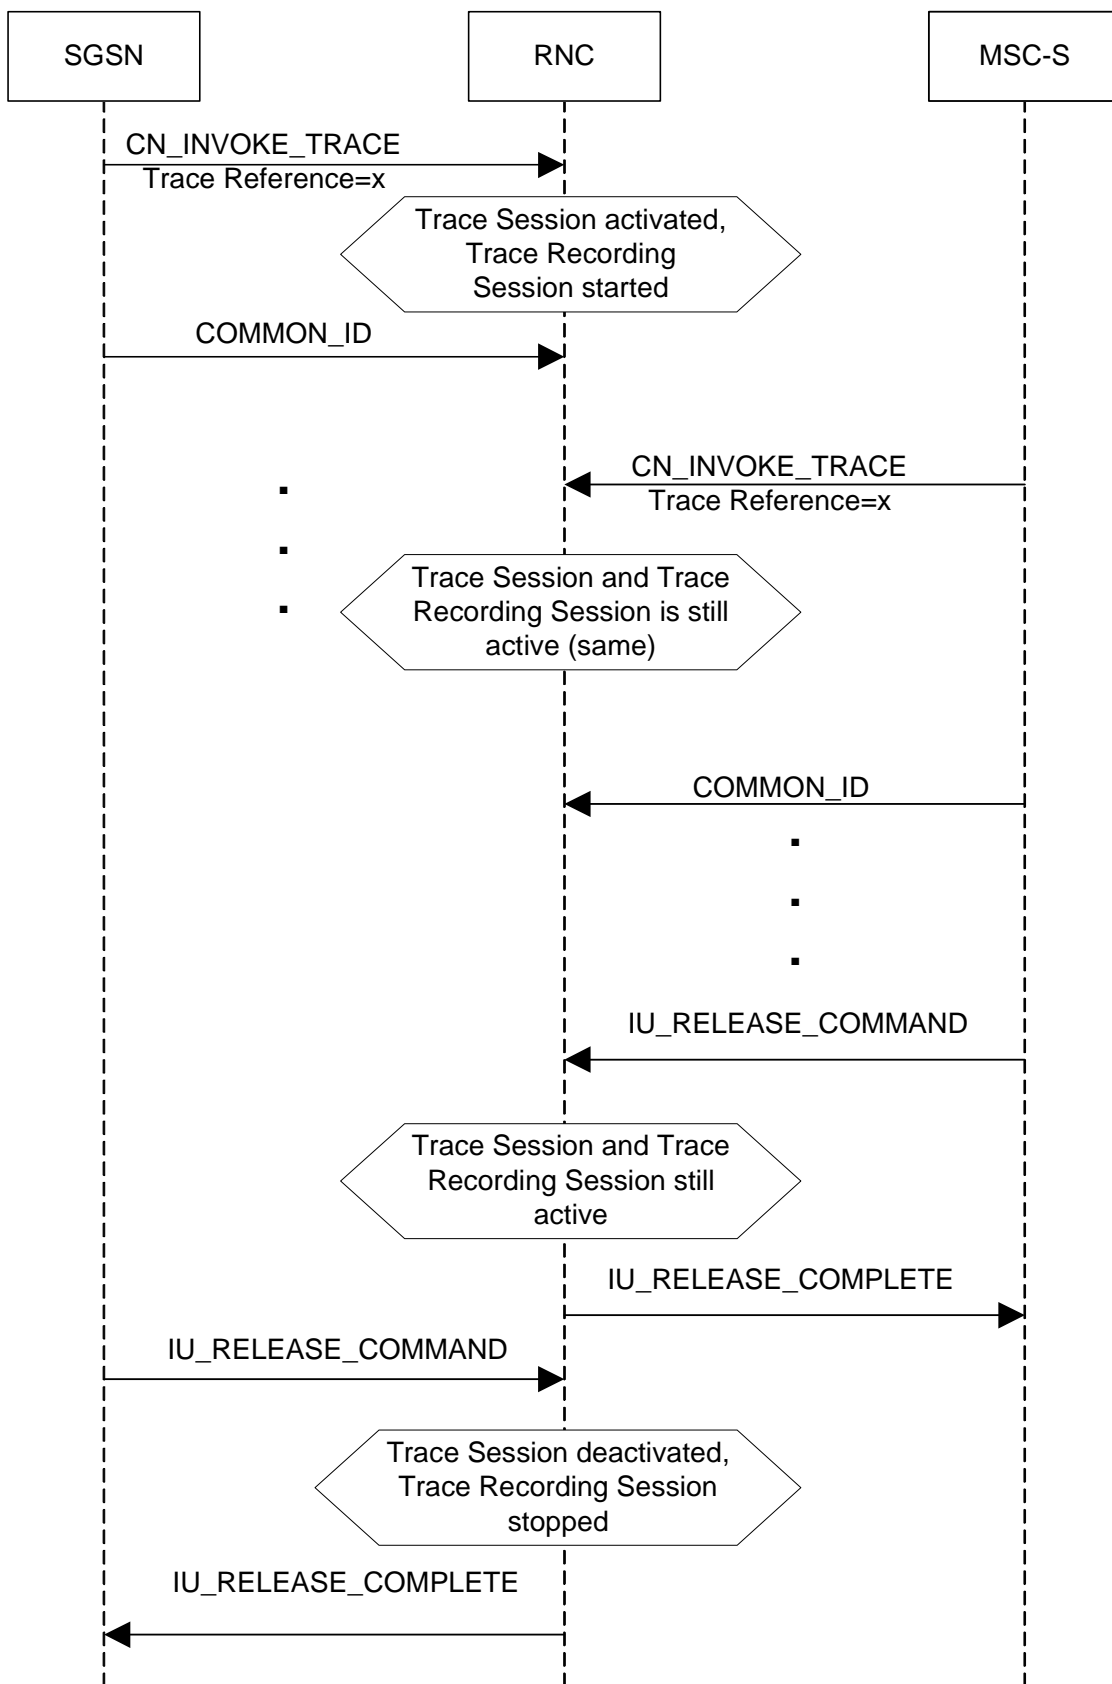 SGSN
RNC
MSC-S
CN_INVOKE_TRACE
Trace Reference=x
Trace Session activated,
Trace Recording
Session started
COMMON_ID
CN_INVOKE_TRACE
Trace Reference=x
Trace Session and Trace
Recording Session is still
active (same)
COMMON_ID
IU_RELEASE_COMMAND
Trace Session and Trace
Recording Session still
active
IU_RELEASE_COMPLETE
IU_RELEASE_COMMAND
Trace Session deactivated,
Trace Recording Session
stopped
IU_RELEASE_COMPLETE